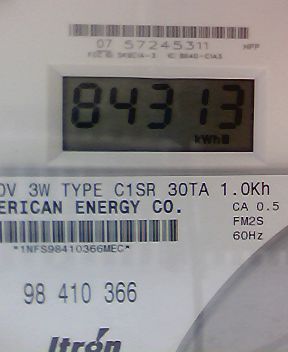 07 57245311
84313
kWh
0V 3W TYPE C1SR 30TA 1.0Kh
ERICAN ENERGY CO. CA 0.5
FM2S
60Hz
*1NFS98410366MEC*
98 410 366
Itrón